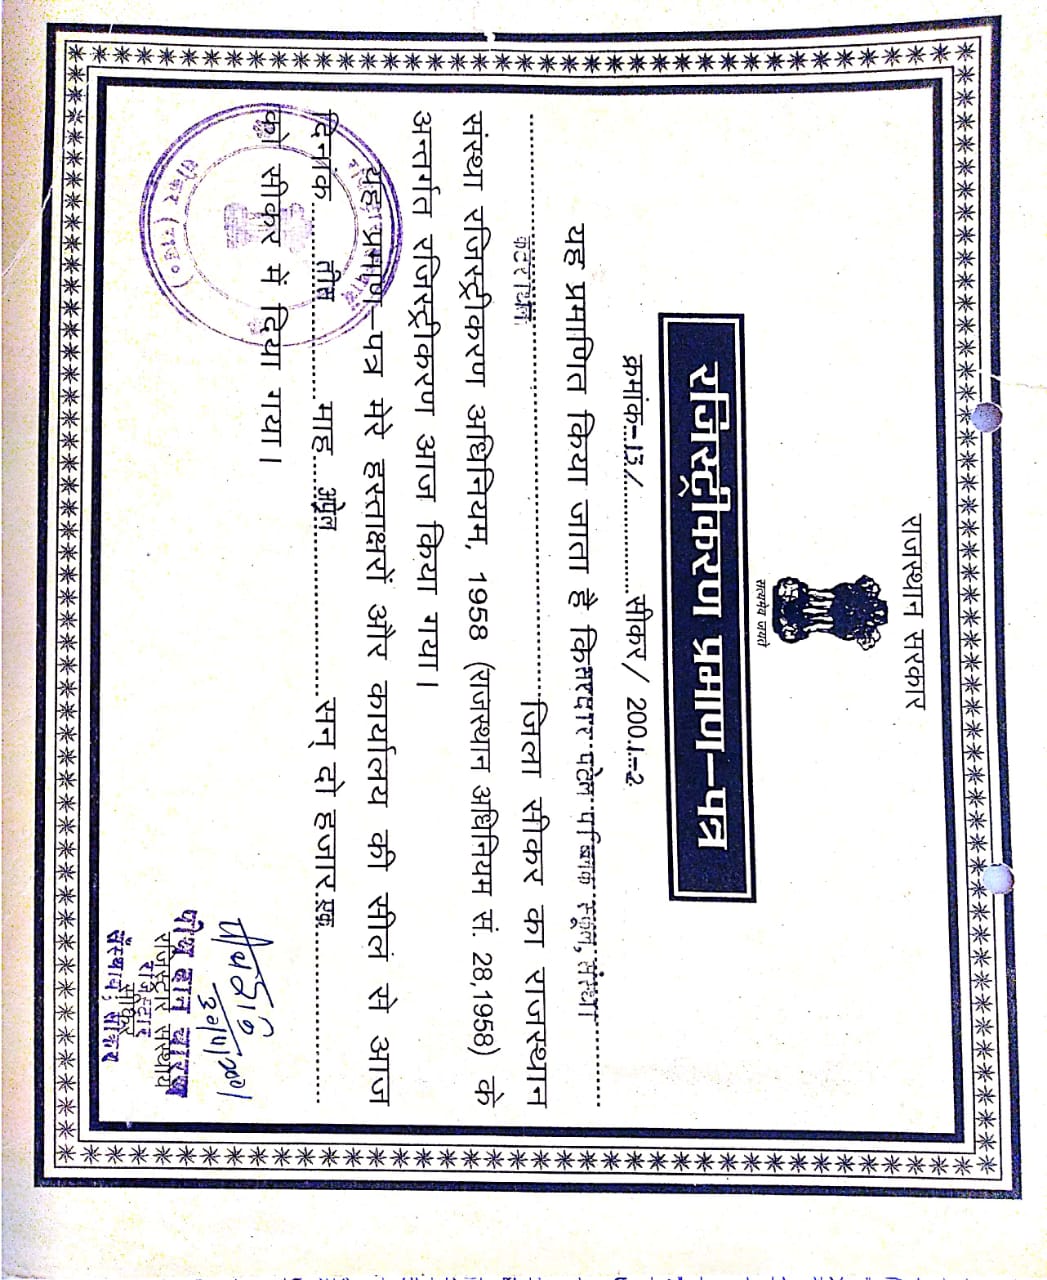 राजस्थान सरकार
सत्यमेव जयते
रजिस्ट्रीकरण प्रमाण–पत्र
क्रमांक-13/..................सीकर/ 2001-2
यह प्रमाणित किया जाता है कि सरदार पटेल पब्लिक स्कूल, संस्था
कटराथल जिला सीकर का राजस्थान
संस्था रजिस्ट्रीकरण अधिनियम, 1958 (राजस्थान अधिनियम सं. 28,1958) के
अन्तर्गत रजिस्ट्रीकरण आज किया गया।
यह प्रमाण–पत्र मेरे हस्ताक्षरों और कार्यालय की सील से आज
दिनांक....तीस....माह....अप्रेल....सन् दो हजार एक
को सीकर में दिया गया।
सीकर (राज०)
30/4/2001
पीथ दान चारण
रजिस्ट्रार संस्थायें
रजिस्टार
सीकर
संस्थायें, सीकर